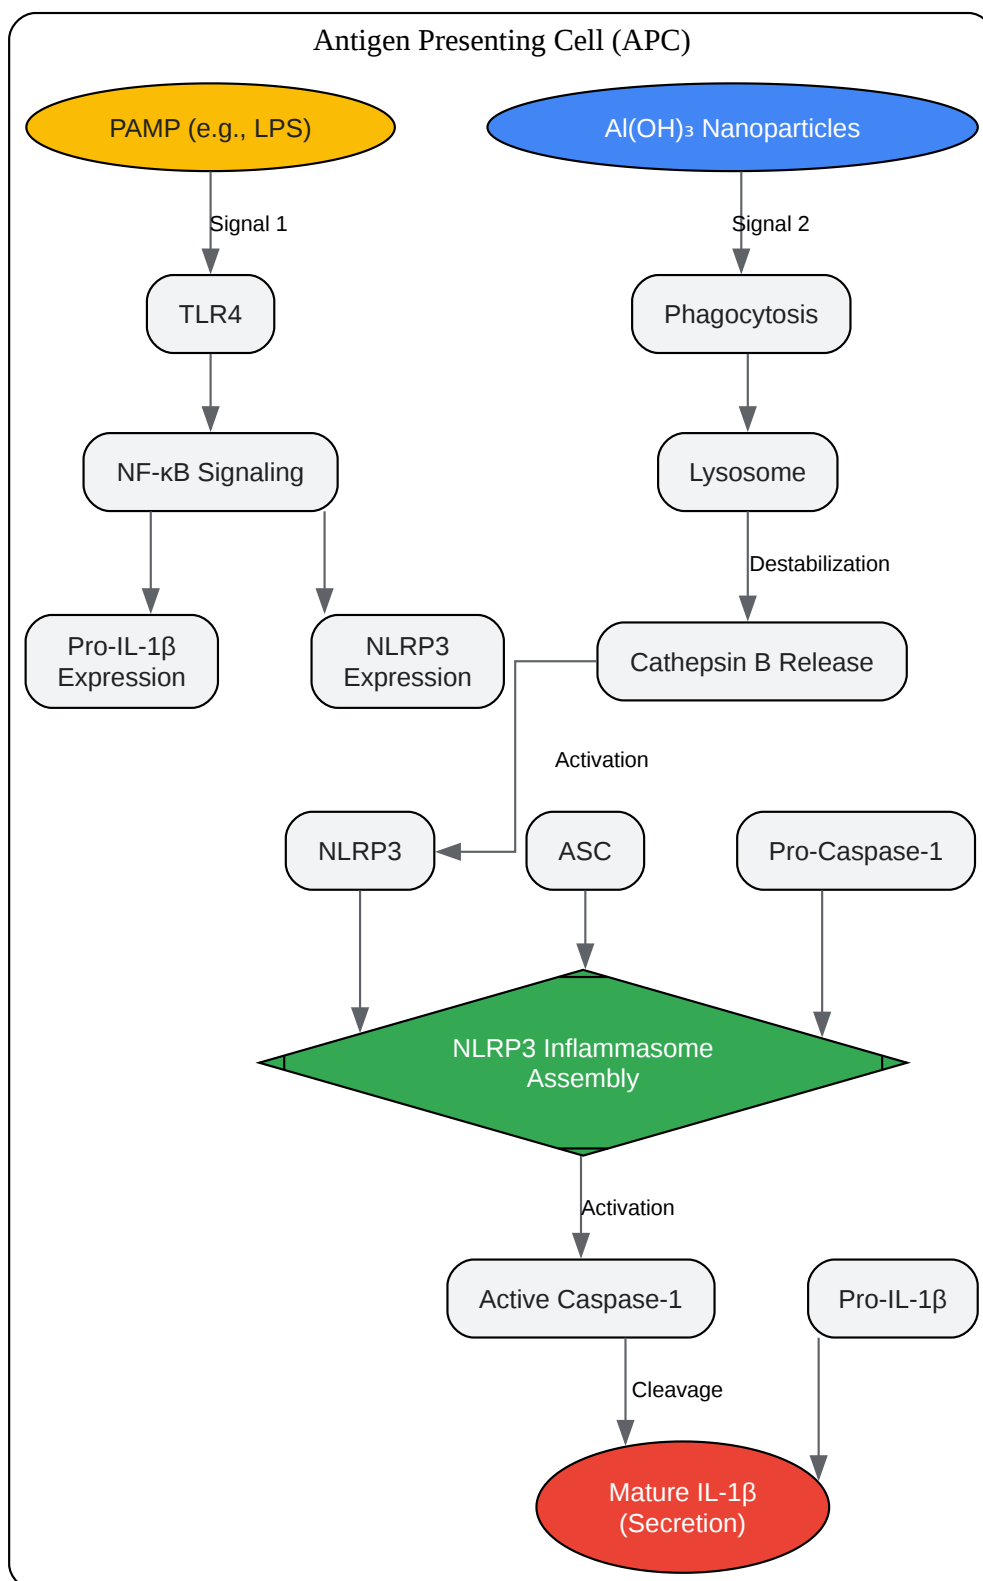 Antigen Presenting Cell (APC)
PAMP (e.g., LPS)
Al(OH)₃ Nanoparticles
Signal 1
Signal 2
TLR4
Phagocytosis
NF-κB Signaling
Lysosome
Destabilization
Pro-IL-1β
Expression
NLRP3
Expression
Cathepsin B Release
Activation
NLRP3
ASC
Pro-Caspase-1
NLRP3 Inflammasome
Assembly
Activation
Active Caspase-1
Pro-IL-1β
Cleavage
Mature IL-1β
(Secretion)